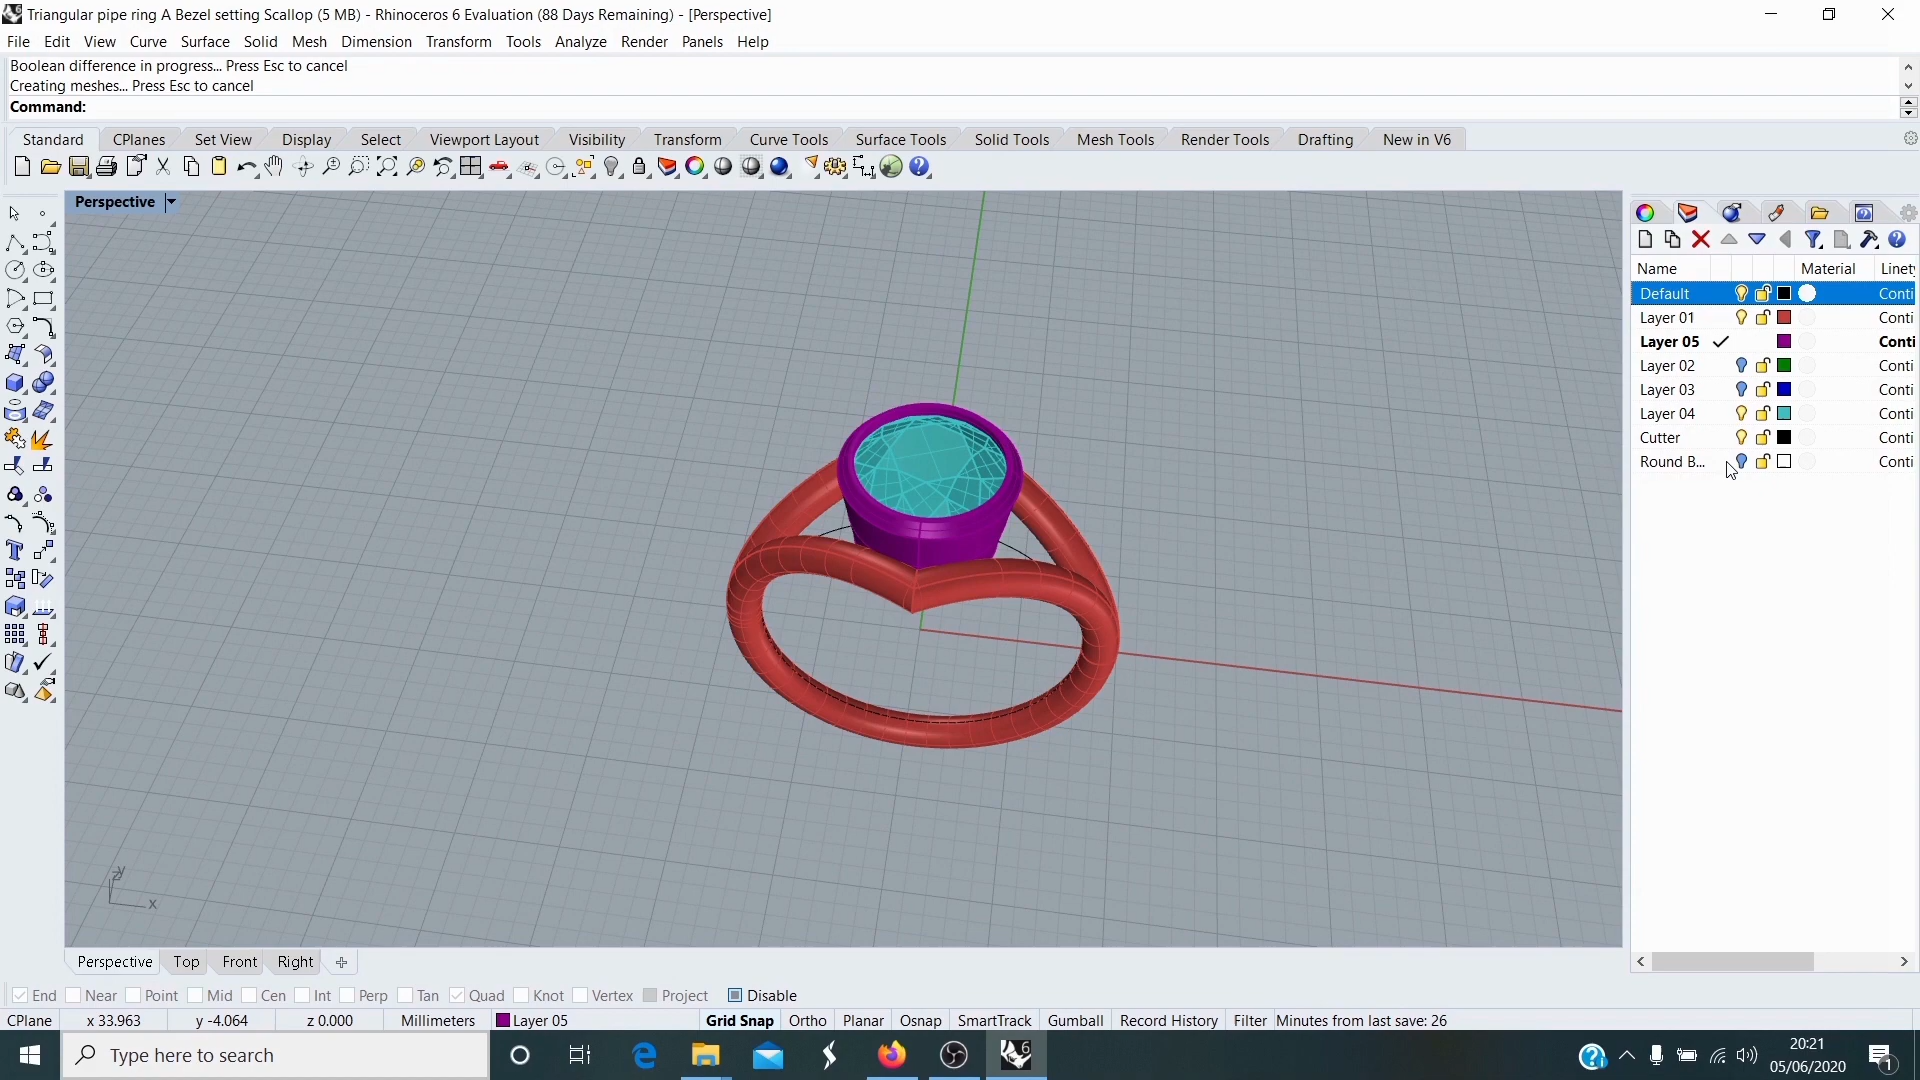 Triangular pipe ring A Bezel setting Scallop (5 MB) - Rhinoceros 6 Evaluation (88 Days Remaining) - [Perspective]
File Edit View Curve Surface Solid Mesh Dimension Transform Tools Analyze Render Panels Help
Boolean difference in progress... Press Esc to cancel
Creating meshes... Press Esc to cancel
Command:
Standard CPlanes Set View Display Select Viewport Layout Visibility Transform Curve Tools Surface Tools Solid Tools Mesh Tools Render Tools Drafting New in V6
Perspective
Name Material Linety
Default Conti
Layer 01 Conti
Layer 05 Conti
Layer 02 Conti
Layer 03 Conti
Layer 04 Conti
Cutter Conti
Round B... Conti
z y
x
Perspective Top Front Right
End Near Point Mid Cen Int Perp Tan Quad Knot Vertex Project Disable
CPlane x 33.963 y -4.064 z 0.000 Millimeters Layer 05 Grid Snap Ortho Planar Osnap SmartTrack Gumball Record History Filter Minutes from last save: 26
Type here to search
20:21
05/06/2020
1